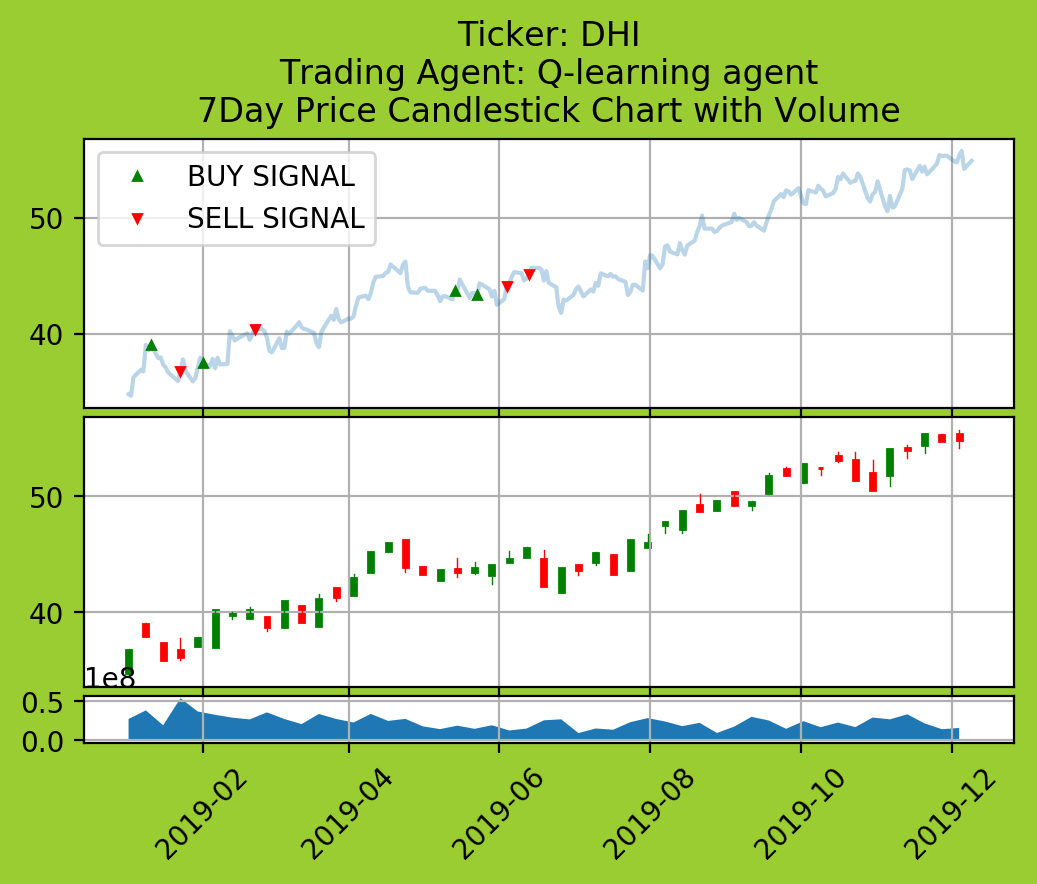 Ticker: DHI
Trading Agent: Q-learning agent
7Day Price Candlestick Chart with Volume
BUY SIGNAL
SELL SIGNAL
50
40
50
40
1e8
0.5
0.0
2019-02
2019-04
2019-06
2019-08
2019-10
2019-12